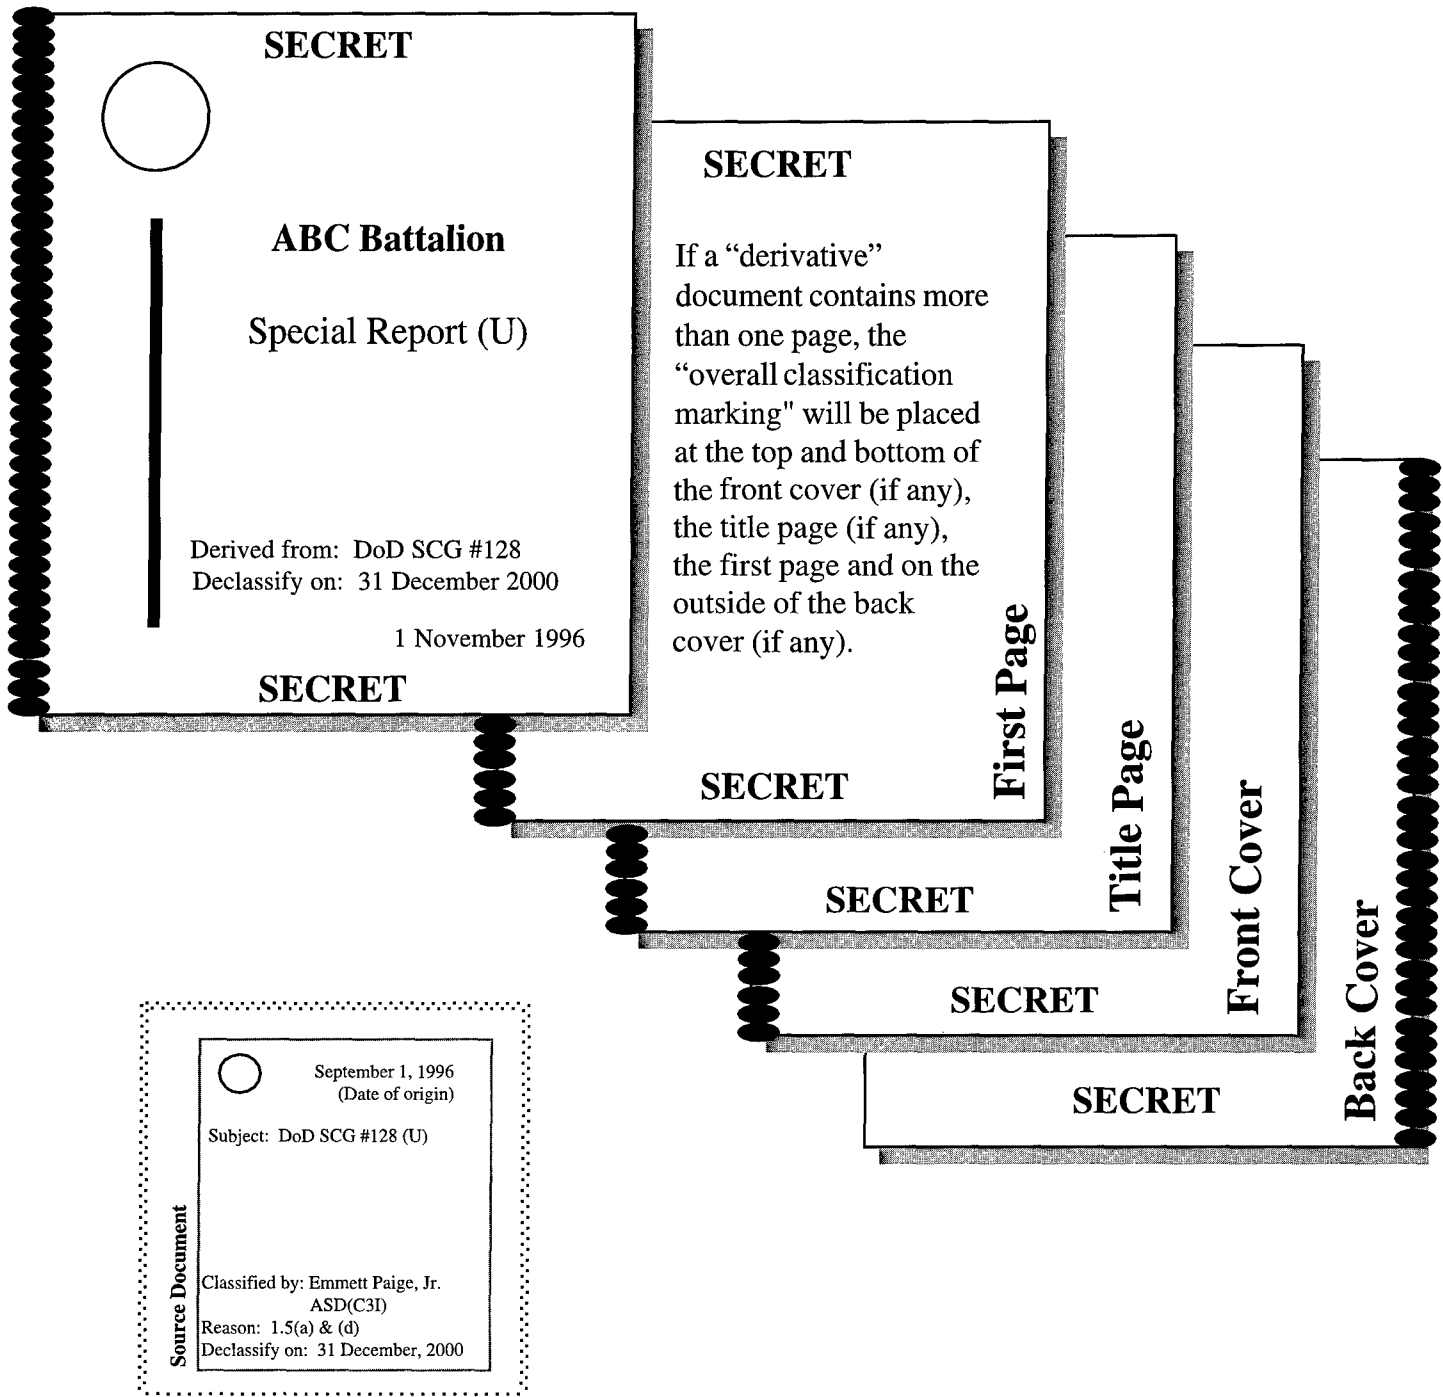 SECRET
ABC Battalion
Special Report (U)
Derived from: DoD SCG #128
Declassify on: 31 December 2000
1 November 1996
SECRET
SECRET
If a “derivative”
document contains more
than one page, the
“overall classification
marking" will be placed
at the top and bottom of
the front cover (if any),
the title page (if any),
the first page and on the
outside of the back
cover (if any).
First Page
SECRET
Title Page
SECRET
Front Cover
SECRET
Back Cover
SECRET
Source Document
September 1, 1996
(Date of origin)
Subject: DoD SCG #128 (U)
Classified by: Emmett Paige, Jr.
ASD(C3I)
Reason: 1.5(a) & (d)
Declassify on: 31 December, 2000